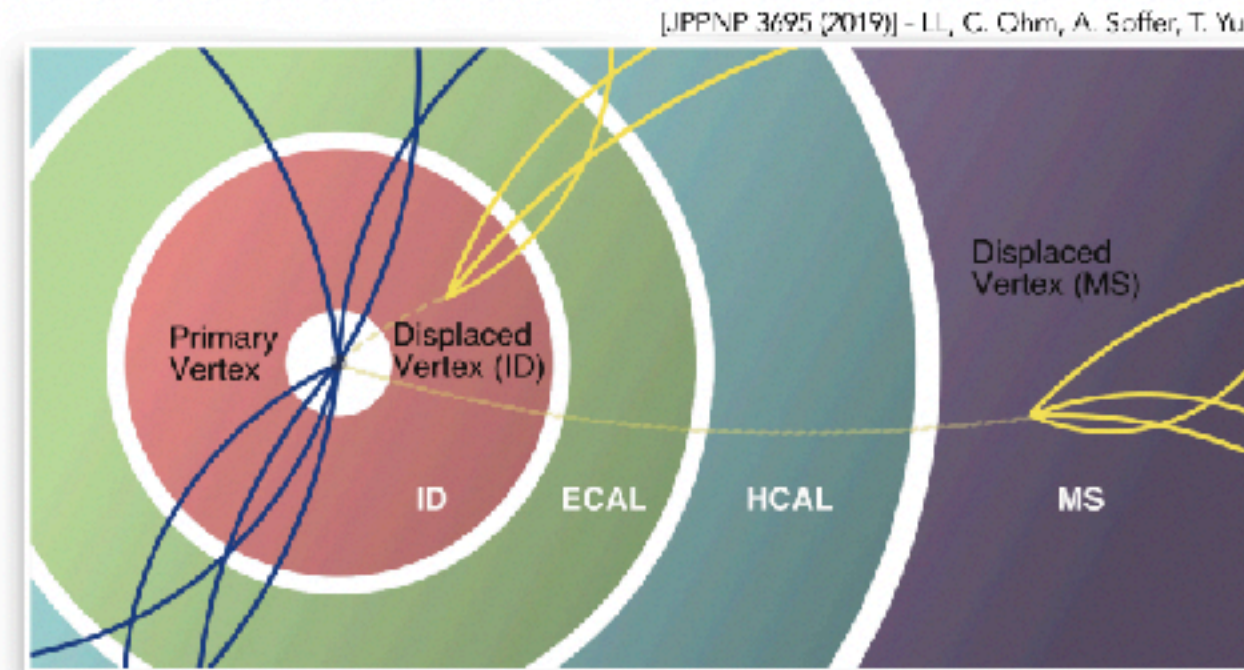 [JPPNP 3695 (2019)] - LL, C. Ohm, A. Soffer, T. Yu
Displaced
Vertex (MS)
Primary
Vertex
Displaced
Vertex (ID)
ID
ECAL
HCAL
MS